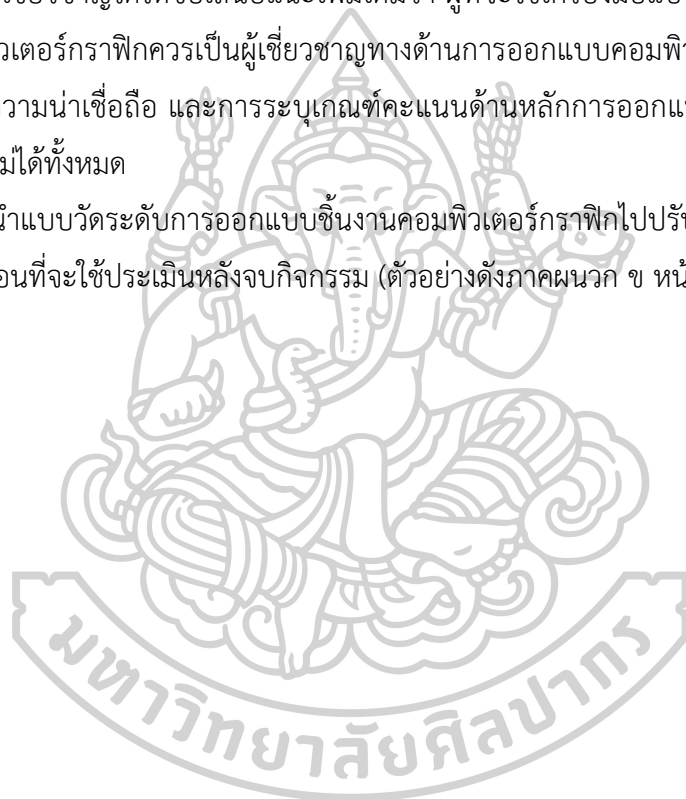 วิวเตอร์กราฟิกควรเป็นผู้เชี่ยวชาญทางด้านการออกแบบคอมพิว
ความน่าเชื่อถือ และการระบุเกณฑ์คะแนนด้านหลักการออกแ
ม่ได้ทั้งหมด
นำแบบวัดระดับการออกแบบชิ้นงานคอมพิวเตอร์กราฟิกไปปรับ
อนที่จะใช้ประเมินหลังจบกิจกรรม (ตัวอย่างดังภาคผนวก ข หน้
มหาวิทยาลัยศิลปากร